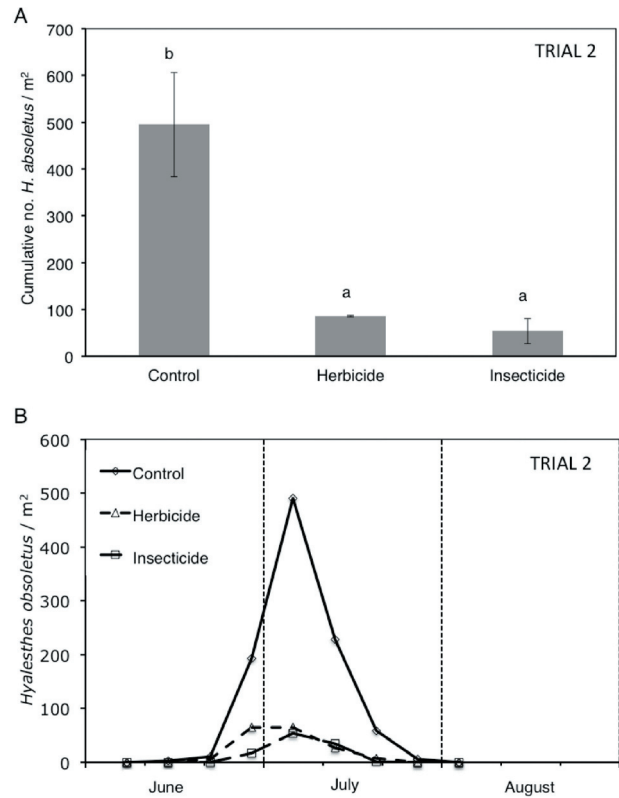 A
TRIAL 2
Cumulative no. H. absoletus / m²
700
600
500
400
300
200
100
0
b
a
a
Control
Herbicide
Insecticide
B
TRIAL 2
Hyalesthes obsoletus / m²
600
500
400
300
200
100
0
Control
Herbicide
Insecticide
June
July
August